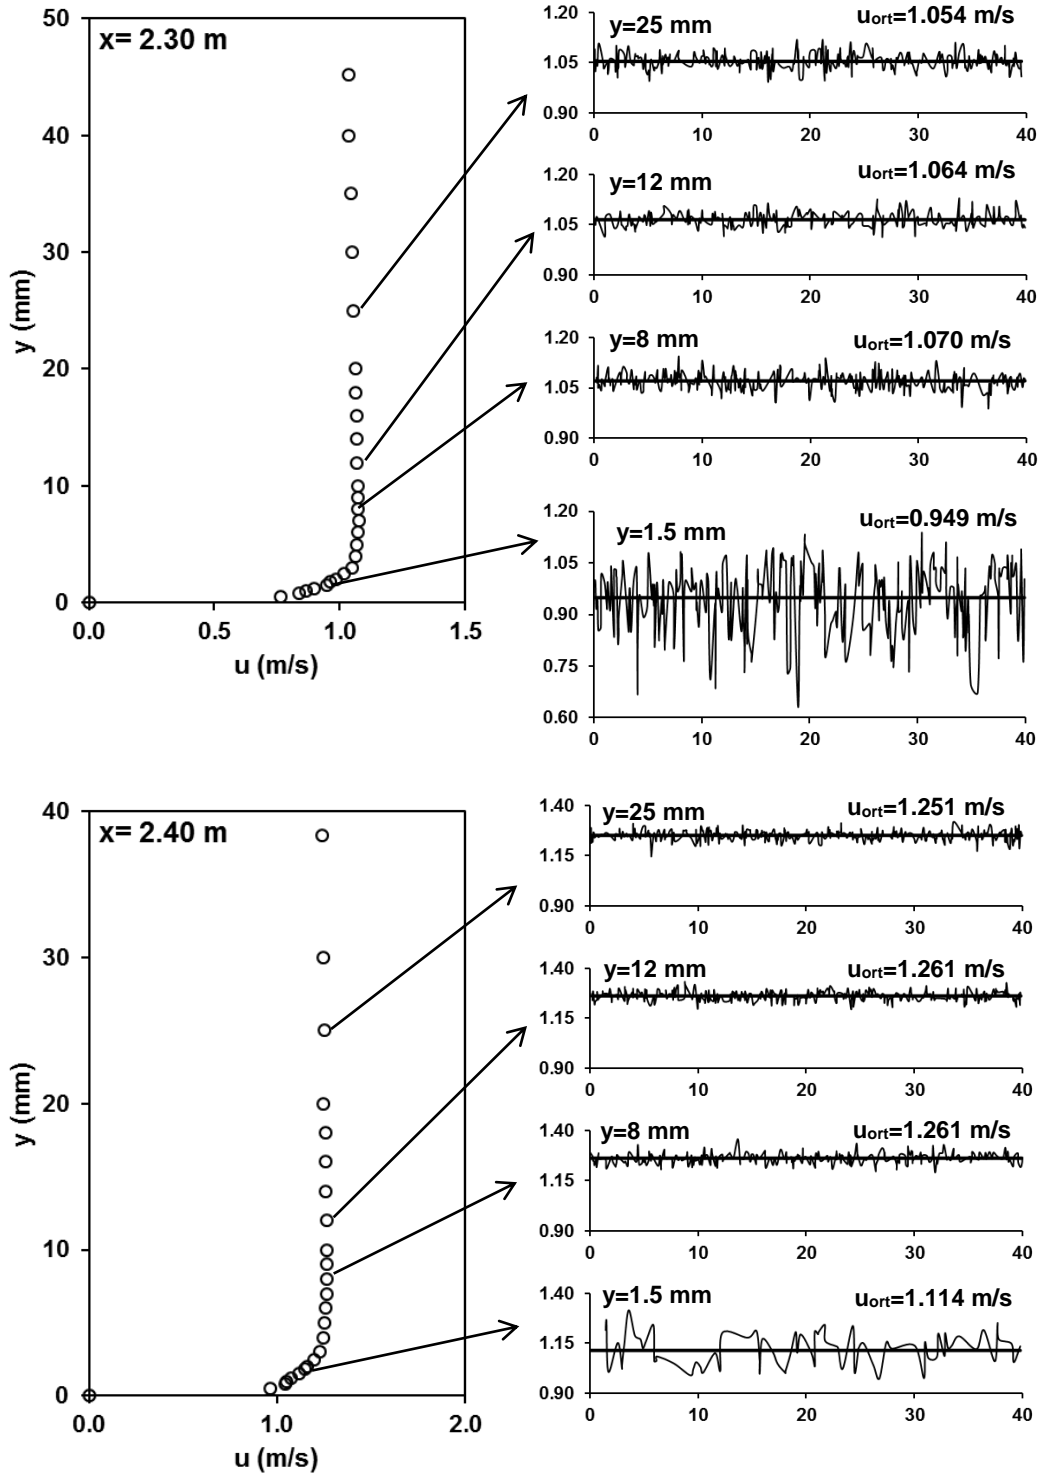 50
x= 2.30 m
40
30
20
10
0
y (mm)
0.0 0.5 1.0 1.5
u (m/s)
1.20
y=25 mm
uort=1.054 m/s
1.05
0.90
0 10 20 30 40
1.20
y=12 mm
uort=1.064 m/s
1.05
0.90
0 10 20 30 40
1.20
y=8 mm
uort=1.070 m/s
1.05
0.90
0 10 20 30 40
1.20
y=1.5 mm
uort=0.949 m/s
1.05
0.90
0.75
0.60
0 10 20 30 40
40
x= 2.40 m
30
20
10
0
y (mm)
0.0 1.0 2.0
u (m/s)
1.40
y=25 mm
uort=1.251 m/s
1.15
0.90
0 10 20 30 40
1.40
y=12 mm
uort=1.261 m/s
1.15
0.90
0 10 20 30 40
1.40
y=8 mm
uort=1.261 m/s
1.15
0.90
0 10 20 30 40
1.40
y=1.5 mm
uort=1.114 m/s
1.15
0.90
0 10 20 30 40